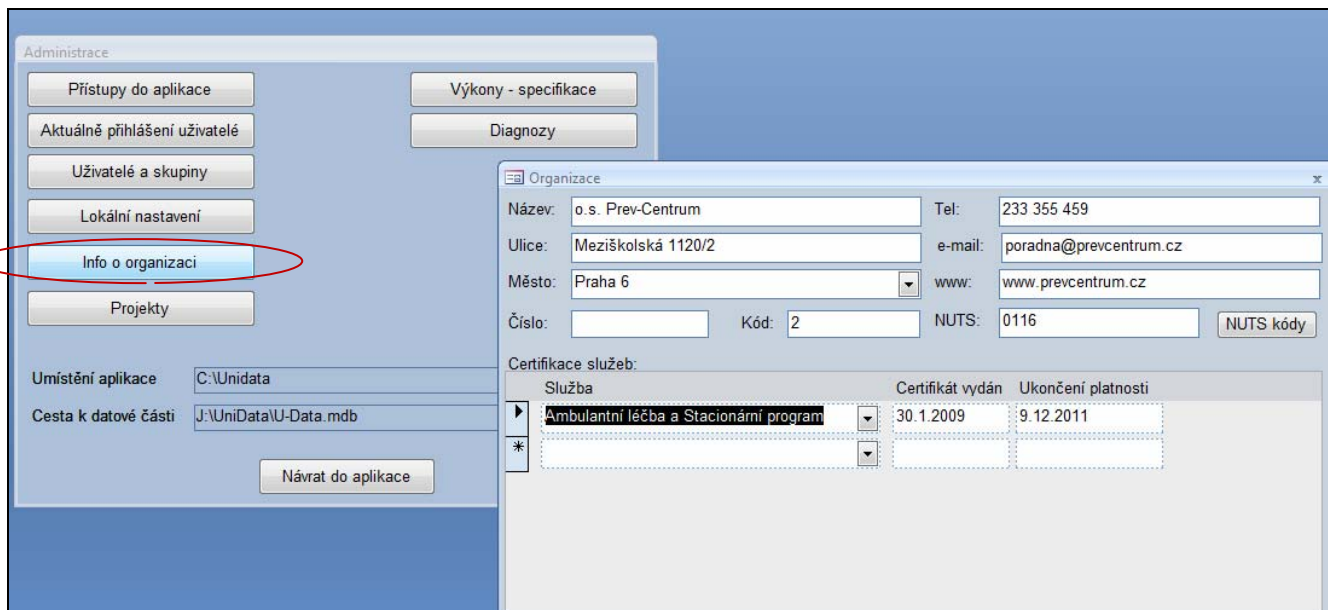 Administrace
Přístupy do aplikace
Výkony - specifikace
Aktuálně přihlášení uživatelé
Diagnozy
Uživatelé a skupiny
Lokální nastavení
Info o organizaci
Projekty
Umístění aplikace C:\Unidata
Cesta k datové části J:\UniData\U-Data.mdb
Návrat do aplikace
Organizace
Název: o.s. Prev-Centrum Tel: 233 355 459
Ulice: Meziškolská 1120/2 e-mail: poradna@prevcentrum.cz
Město: Praha 6 www: www.prevcentrum.cz
Číslo: Kód: 2 NUTS: 0116 NUTS kódy
Certifikace služeb:
Služba Certifikát vydán Ukončení platnosti
Ambulantní léčba a Stacionární program 30.1.2009 9.12.2011